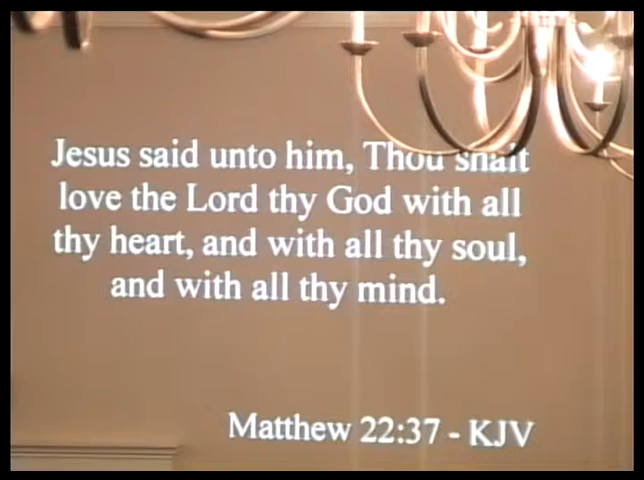 Jesus said unto him, Thou shalt
love the Lord thy God with all
thy heart, and with all thy soul,
and with all thy mind.
Matthew 22:37 - KJV